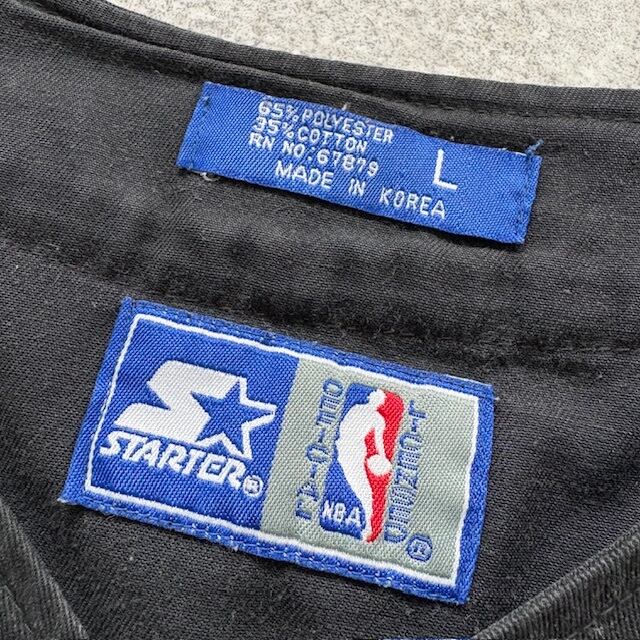 65% POLYESTER
35% COTTON
RN NO: 67879
MADE IN KOREA
L
STARTER®
OFFICIAL
NBA
LICENSED
®